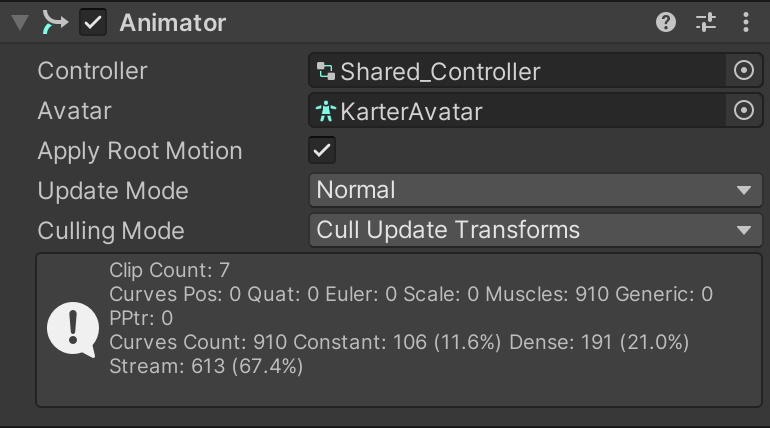 Animator
Controller
Shared_Controller
Avatar
KarterAvatar
Apply Root Motion
Update Mode
Normal
Culling Mode
Cull Update Transforms
Clip Count: 7
Curves Pos: 0 Quat: 0 Euler: 0 Scale: 0 Muscles: 910 Generic: 0
PPtr: 0
Curves Count: 910 Constant: 106 (11.6%) Dense: 191 (21.0%)
Stream: 613 (67.4%)